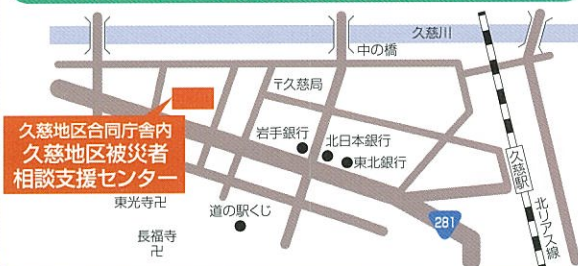 久慈川
中の橋
〒久慈局
久慈地区合同庁舎内
久慈地区被災者
相談支援センター
岩手銀行
北日本銀行
東北銀行
久慈駅
北リアス線
東光寺卍
道の駅くじ
281
長福寺
卍